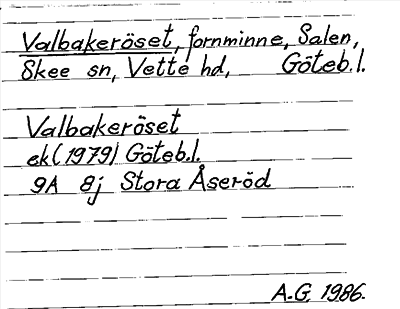 Valbakeröset, fornminne, Salen,
Skee sn, Vette hd, Göteb.l.
Valbakeröset
ek(1979) Göteb.l.
9A 8j Stora Åseröd
A.G. 1986.